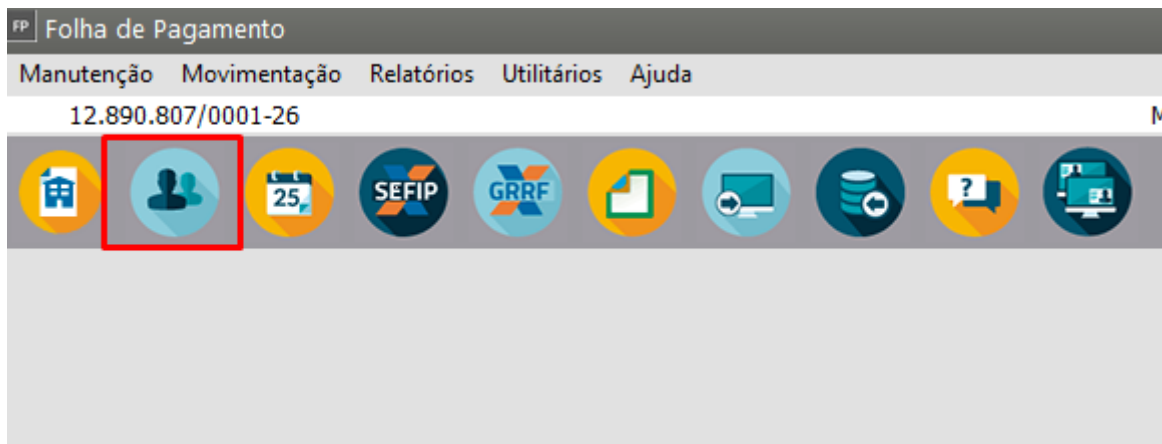 FP Folha de Pagamento
Manutenção Movimentação Relatórios Utilitários Ajuda
12.890.807/0001-26 M
25 SEFIP GRRF ?